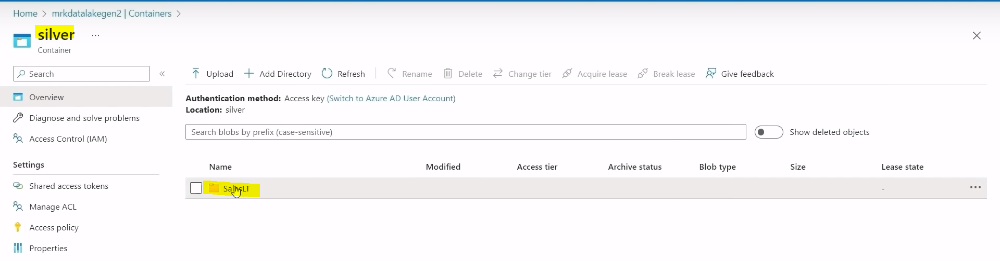 Home > mrkdatalakegen2 | Containers >
silver ...
Container
Search «
Upload Add Directory Refresh Rename Delete Change tier Acquire lease Break lease Give feedback
Overview
Diagnose and solve problems
Access Control (IAM)
Settings
Shared access tokens
Manage ACL
Access policy
Properties
Authentication method: Access key (Switch to Azure AD User Account)
Location: silver
Search blobs by prefix (case-sensitive) Show deleted objects
Name Modified Access tier Archive status Blob type Size Lease state
SalesLT - ...